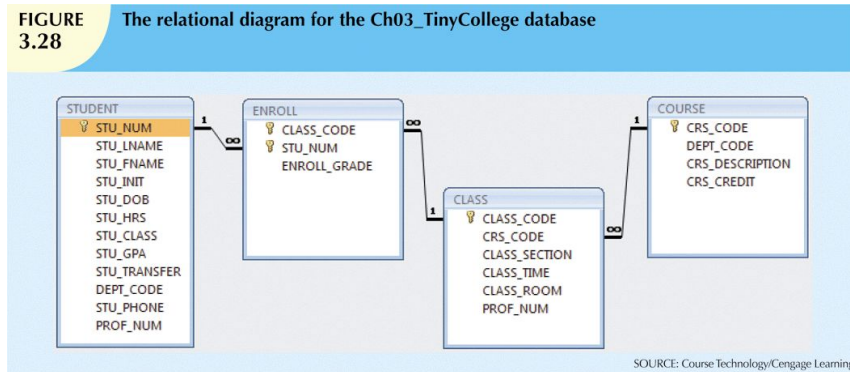 FIGURE
3.28
The relational diagram for the Ch03_TinyCollege database
STUDENT
STU_NUM
STU_LNAME
STU_FNAME
STU_INIT
STU_DOB
STU_HRS
STU_CLASS
STU_GPA
STU_TRANSFER
DEPT_CODE
STU_PHONE
PROF_NUM
1
∞
ENROLL
CLASS_CODE
STU_NUM
ENROLL_GRADE
∞
1
CLASS
CLASS_CODE
CRS_CODE
CLASS_SECTION
CLASS_TIME
CLASS_ROOM
PROF_NUM
∞
1
COURSE
CRS_CODE
DEPT_CODE
CRS_DESCRIPTION
CRS_CREDIT
SOURCE: Course Technology/Cengage Learning